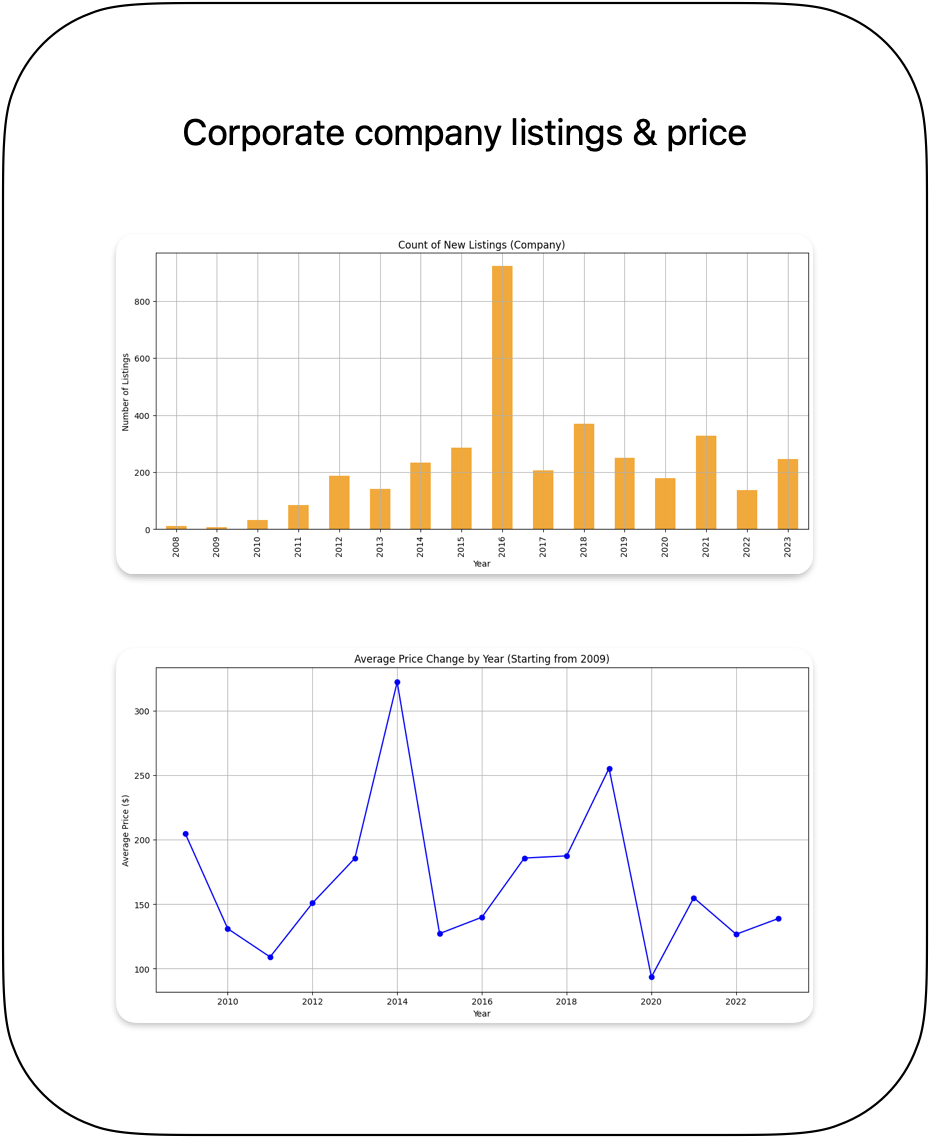 Corporate company listings & price
Count of New Listings (Company)
Number of Listings
800
600
400
200
0
2008 2009 2010 2011 2012 2013 2014 2015 2016 2017 2018 2019 2020 2021 2022 2023
Year
Average Price Change by Year (Starting from 2009)
Average Price ($)
300
250
200
150
100
2010 2012 2014 2016 2018 2020 2022
Year